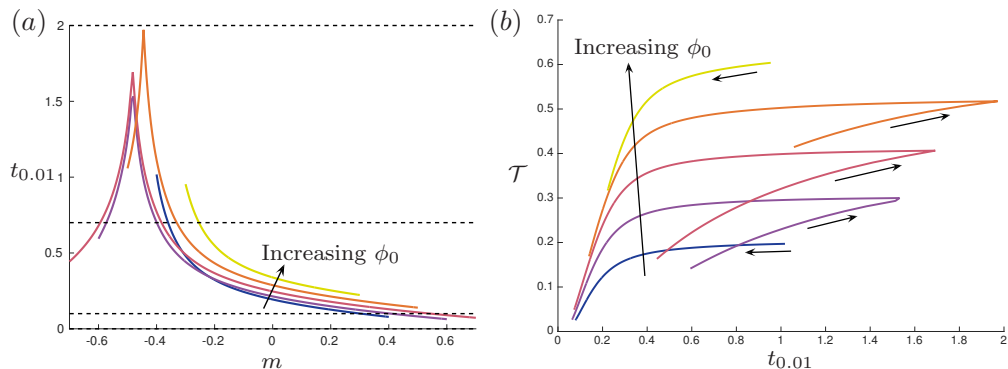 (a)
2
1.5
t_{0.01} 1
0.5
0
-0.6 -0.4 -0.2 0 0.2 0.4 0.6
m
Increasing ϕ_0
(b)
0.7
0.6
0.5
0.4
𝒯
0.3
0.2
0.1
0
0 0.2 0.4 0.6 0.8 1 1.2 1.4 1.6 1.8 2
t_{0.01}
Increasing ϕ_0